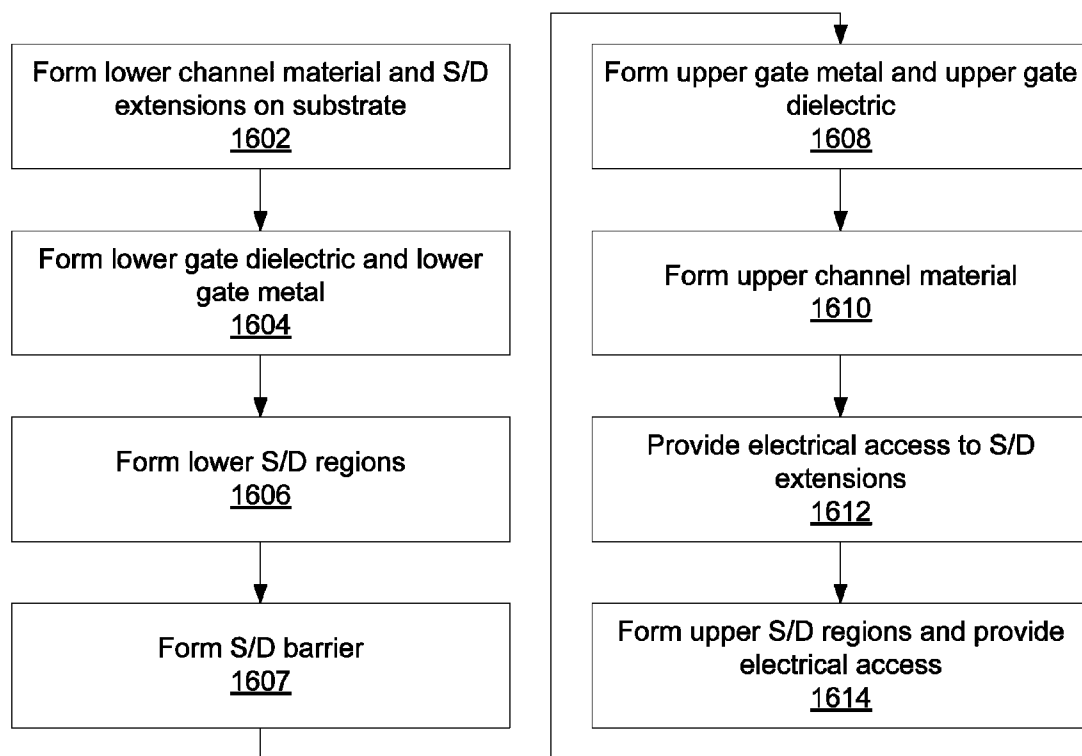 Form lower channel material and S/D
extensions on substrate
1602
Form lower gate dielectric and lower
gate metal
1604
Form lower S/D regions
1606
Form S/D barrier
1607
Form upper gate metal and upper gate
dielectric
1608
Form upper channel material
1610
Provide electrical access to S/D
extensions
1612
Form upper S/D regions and provide
electrical access
1614